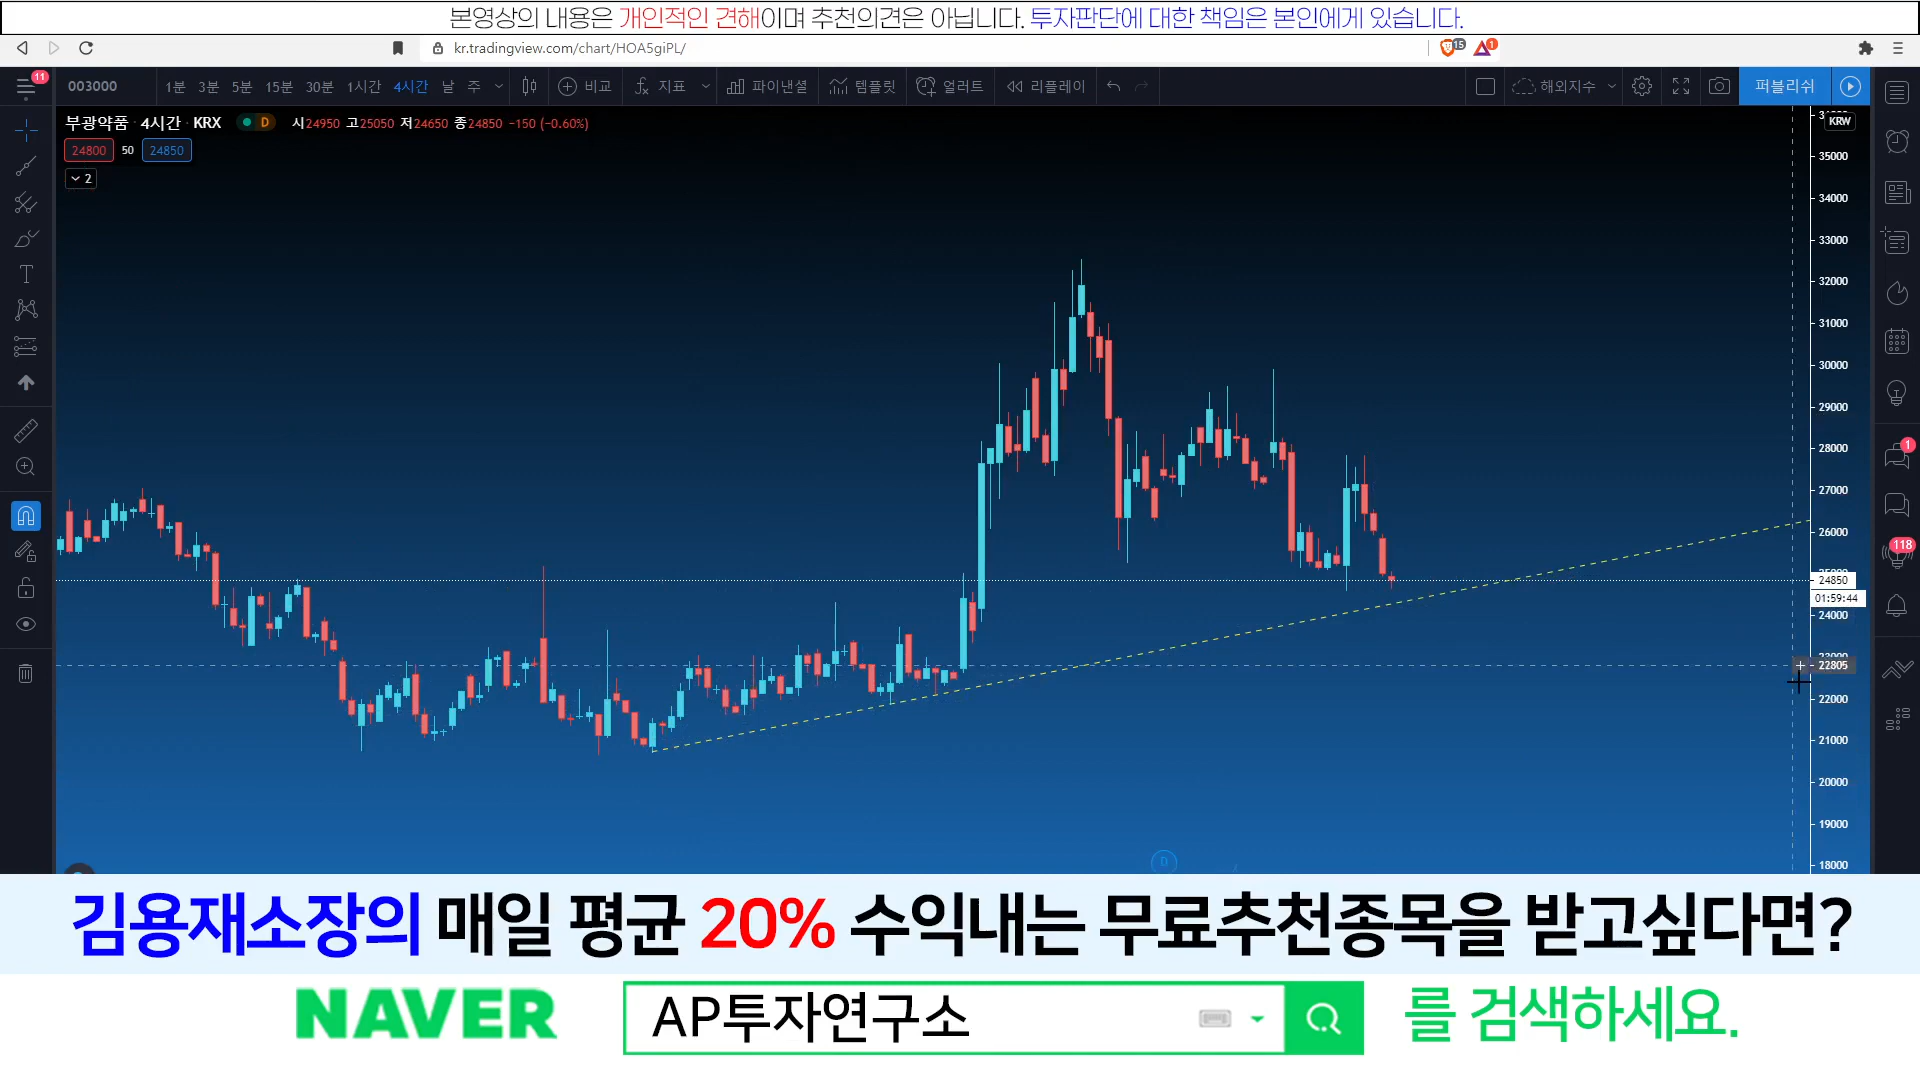 본영상의 내용은 개인적인 견해이며 추천의견은 아닙니다. 투자판단에 대한 책임은 본인에게 있습니다.
kr.tradingview.com/chart/HOA5giPL/
15
1
11
003000
1분 3분 5분 15분 30분 1시간 4시간 날 주
비교
지표
파이낸셜
템플릿
얼러트
리플레이
해외지수
퍼블리쉬
부광약품 · 4시간 · KRX
D
시24950 고25050 저24650 종24850 −150 (−0.60%)
24800 50 24850
2
KRW
35000
34000
33000
32000
31000
30000
29000
28000
27000
26000
24850
01:59:44
24000
22805
22000
21000
20000
19000
18000
1
118
D
김용재소장의 매일 평균 20% 수익내는 무료추천종목을 받고싶다면?
NAVER AP투자연구소 를 검색하세요.